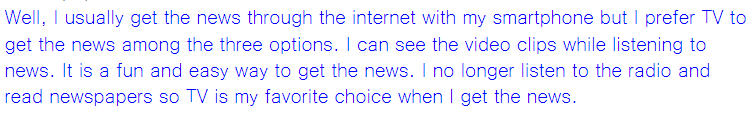 Well, I usually get the news through the internet with my smartphone but I prefer TV to
get the news among the three options. I can see the video clips while listening to
news. It is a fun and easy way to get the news. I no longer listen to the radio and
read newspapers so TV is my favorite choice when I get the news.